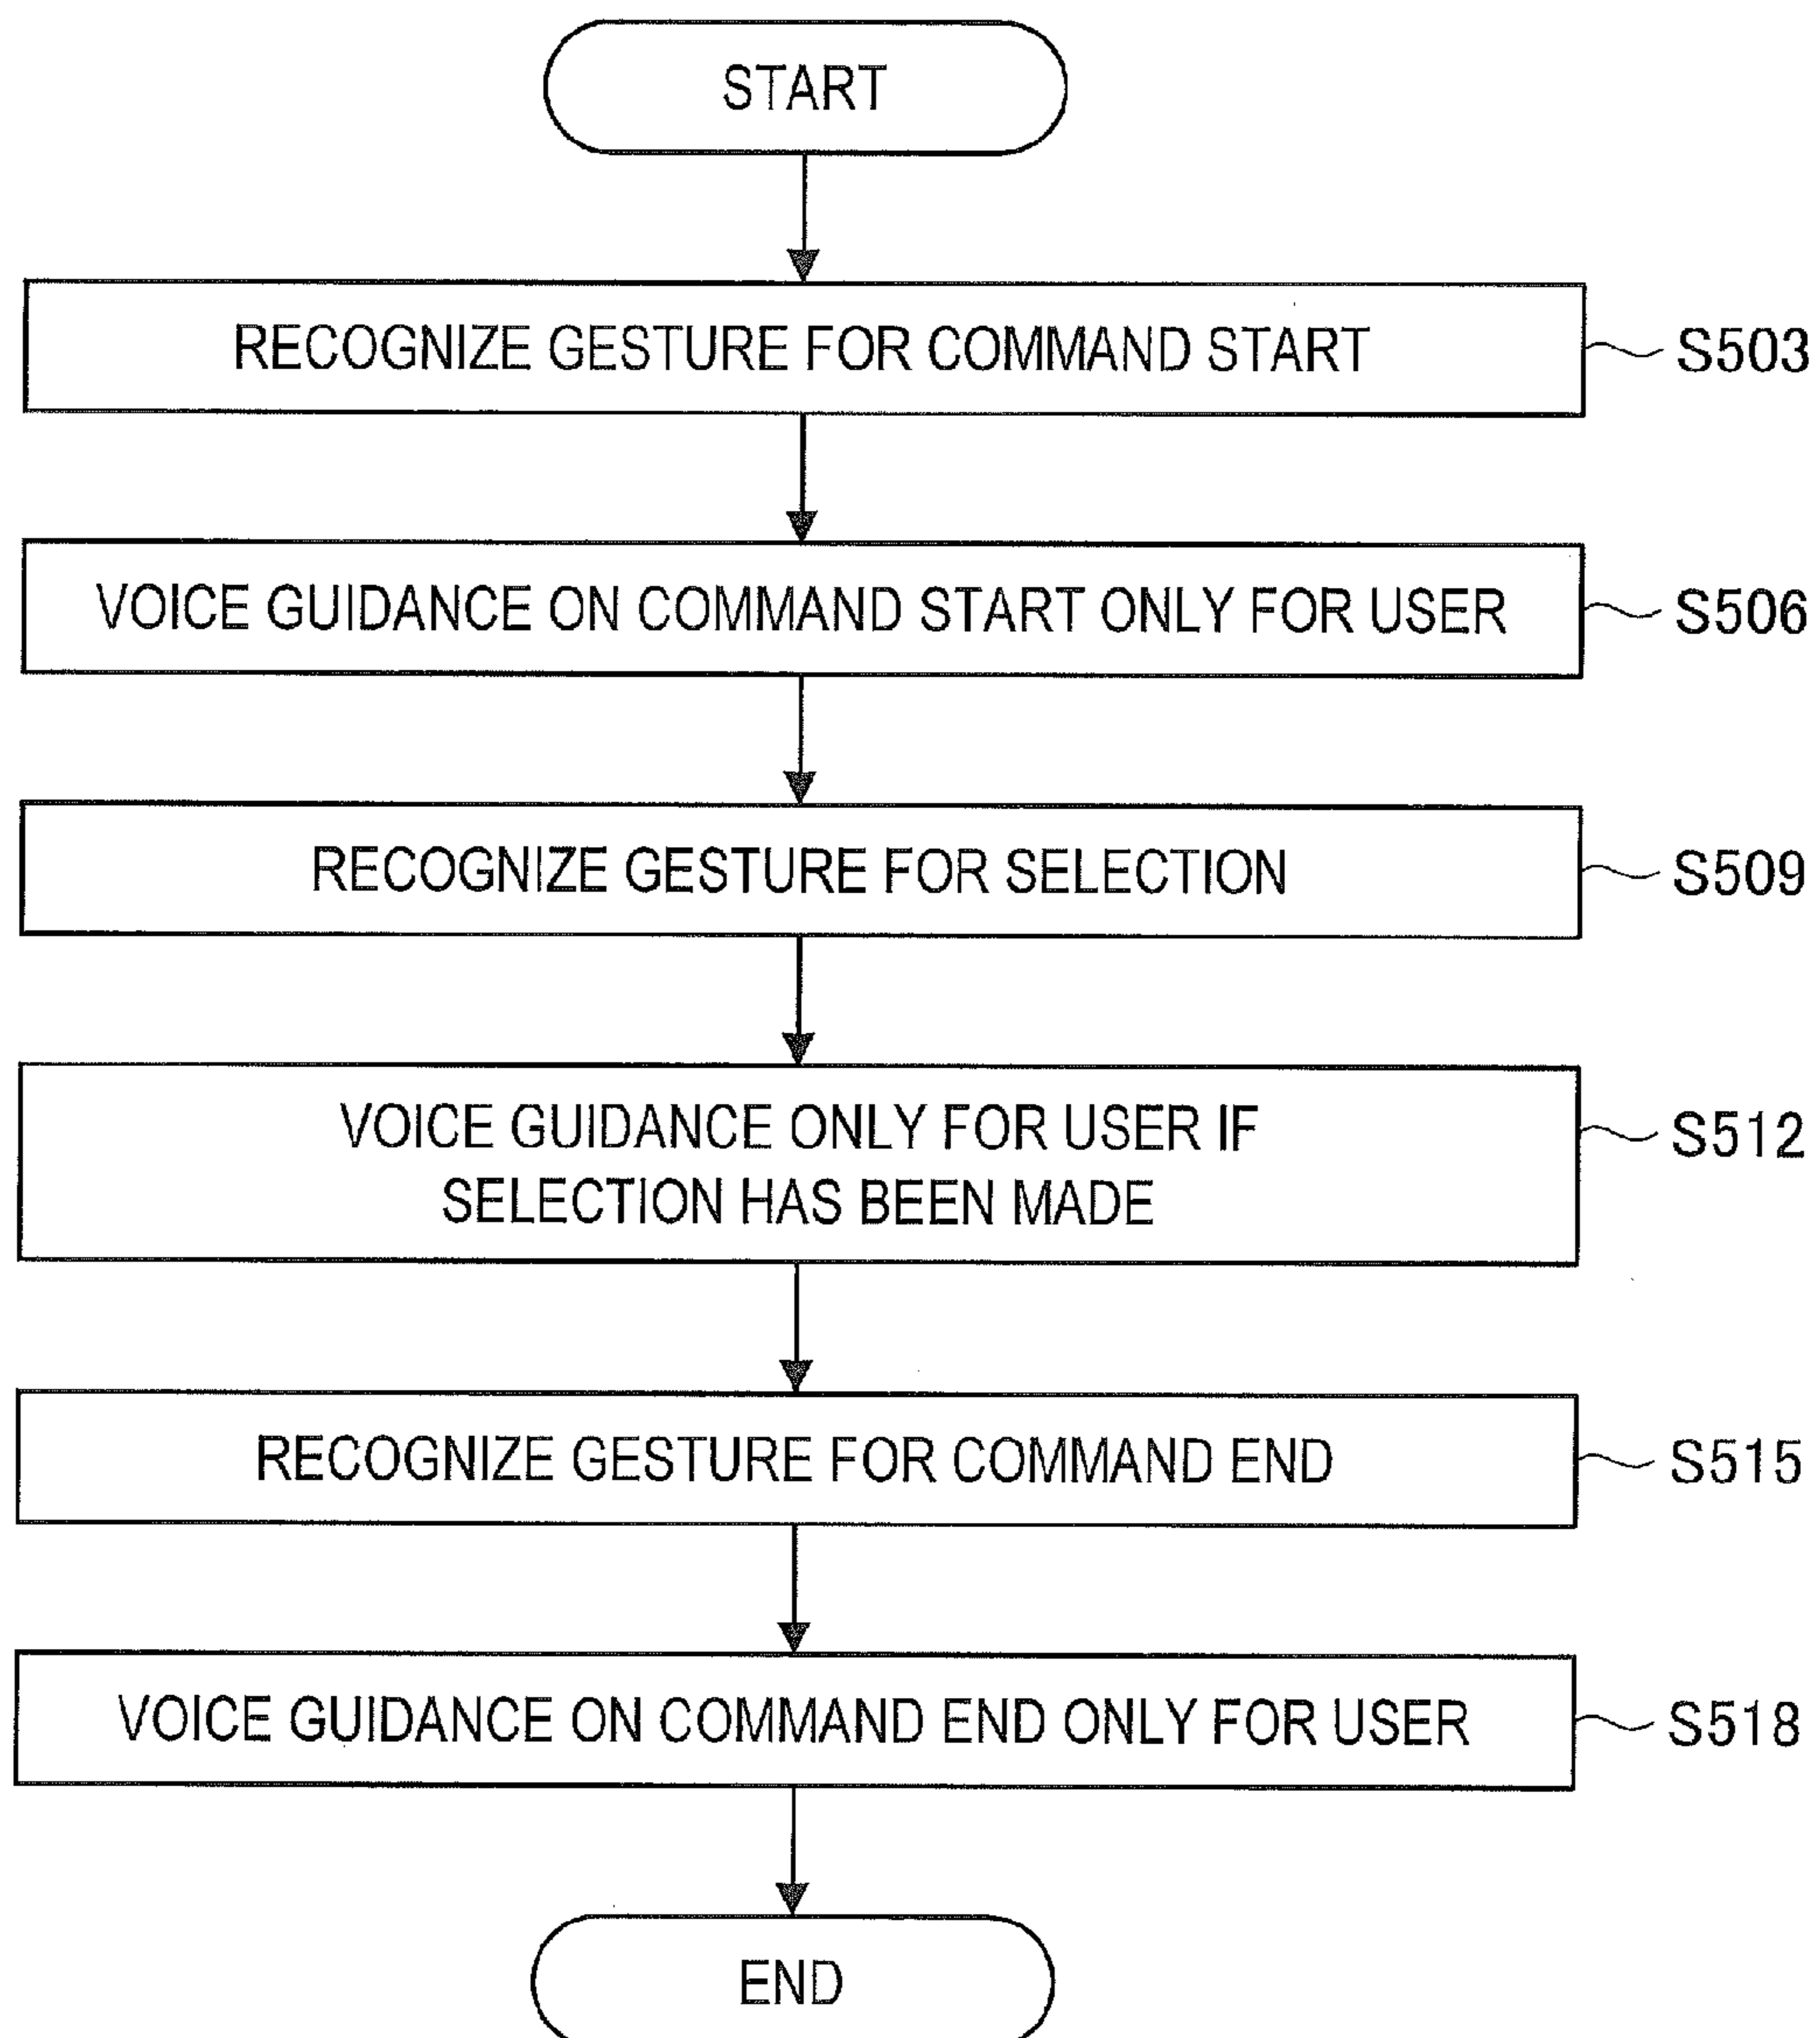 START
RECOGNIZE GESTURE FOR COMMAND START
S503
VOICE GUIDANCE ON COMMAND START ONLY FOR USER
S506
RECOGNIZE GESTURE FOR SELECTION
S509
VOICE GUIDANCE ONLY FOR USER IF
SELECTION HAS BEEN MADE
S512
RECOGNIZE GESTURE FOR COMMAND END
S515
VOICE GUIDANCE ON COMMAND END ONLY FOR USER
S518
END